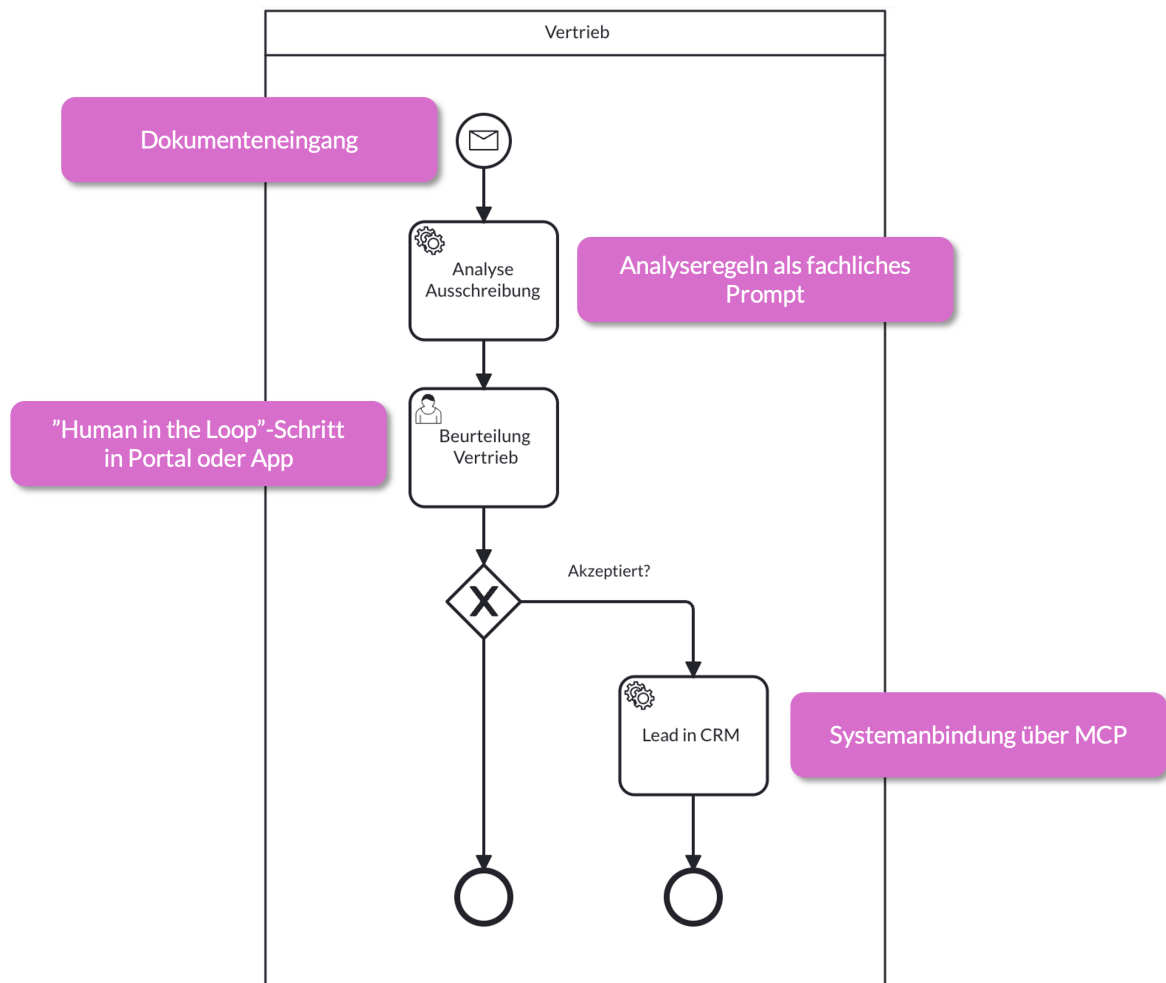 Vertrieb
Dokumenteneingang
Analyse
Ausschreibung
Analyseregeln als fachliches
Prompt
”Human in the Loop”-Schritt
in Portal oder App
Beurteilung
Vertrieb
Akzeptiert?
X
Lead in CRM
Systemanbindung über MCP